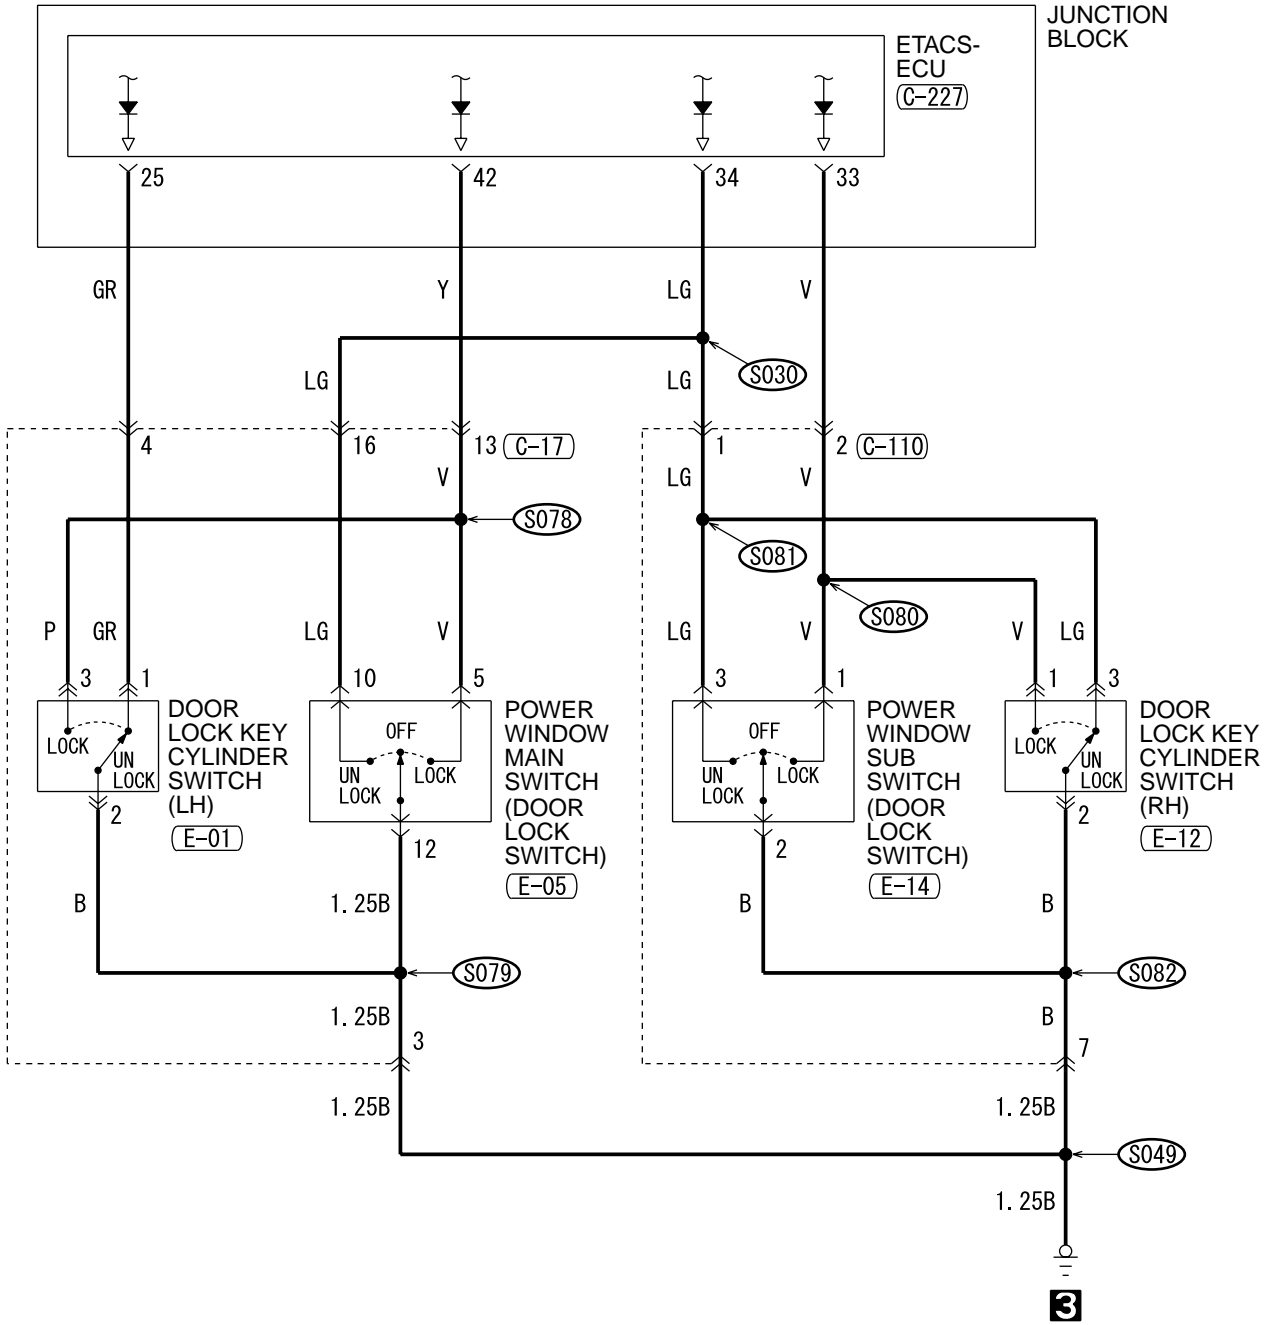 JUNCTION
BLOCK
ETACS-
ECU
C-227
25
42
34
33
GR
Y
LG
V
S030
LG
LG
4
16
13
C-17
1
2
C-110
V
LG
V
S078
S081
S080
P
GR
LG
V
LG
V
V
LG
3
1
10
5
3
1
1
3
LOCK
UN
LOCK
2
DOOR
LOCK KEY
CYLINDER
SWITCH
(LH)
E-01
OFF
UN
LOCK
LOCK
12
POWER
WINDOW
MAIN
SWITCH
(DOOR
LOCK
SWITCH)
E-05
OFF
UN
LOCK
LOCK
2
POWER
WINDOW
SUB
SWITCH
(DOOR
LOCK
SWITCH)
E-14
LOCK
UN
LOCK
2
DOOR
LOCK KEY
CYLINDER
SWITCH
(RH)
E-12
B
1. 25B
B
B
S079
S082
1. 25B
B
3
7
1. 25B
1. 25B
S049
1. 25B
3